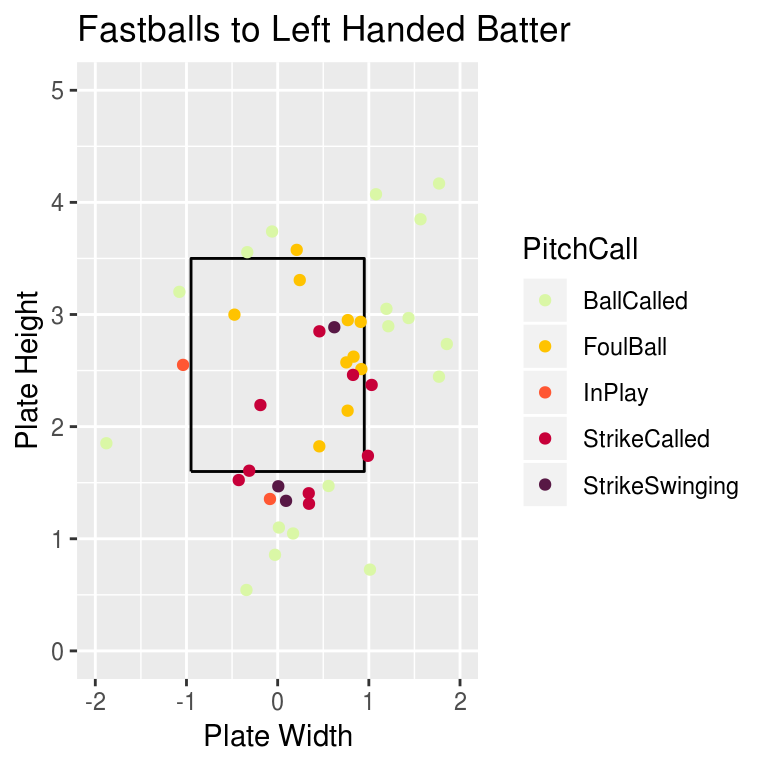 Fastballs to Left Handed Batter
Plate Height
5
4
3
2
1
0
-2 -1 0 1 2
Plate Width
PitchCall
BallCalled
FoulBall
InPlay
StrikeCalled
StrikeSwinging